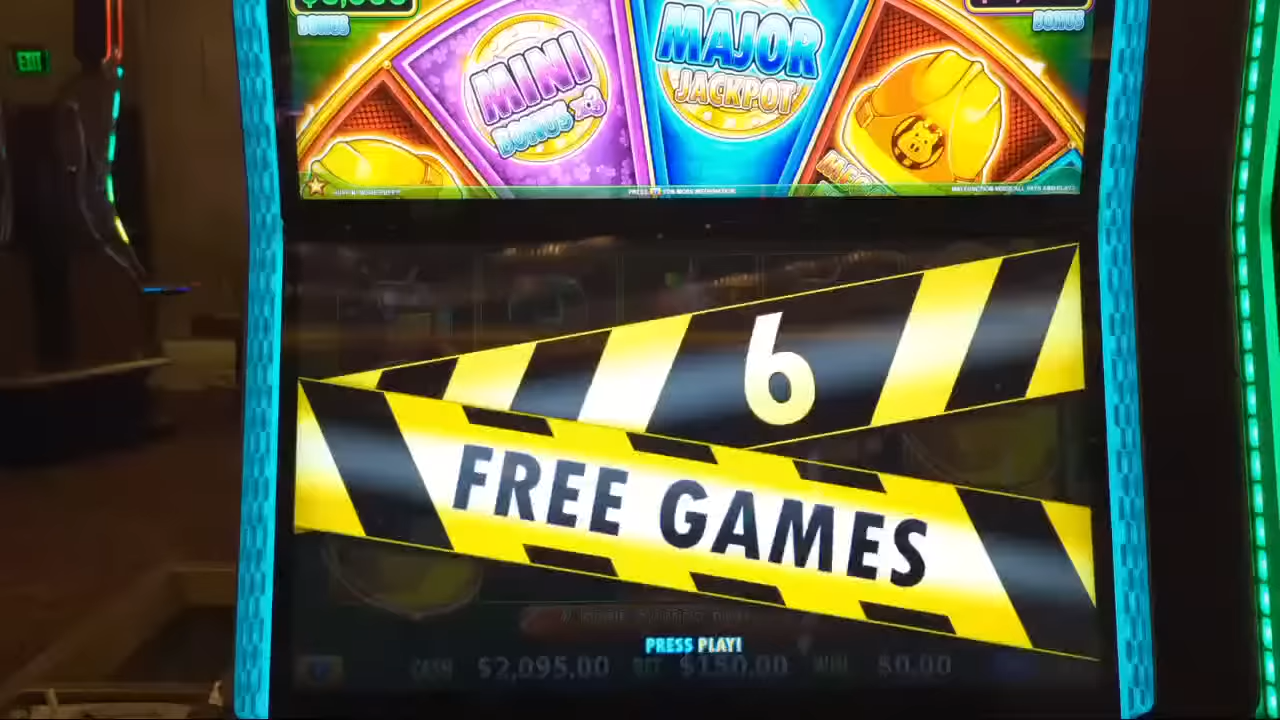 EXIT
BONUS
BONUS
MINI
BONUS x3
MAJOR
JACKPOT
6
FREE GAMES
PRESS PLAY!
CASH $2,095.00 BET $150.00 WIN $0.00